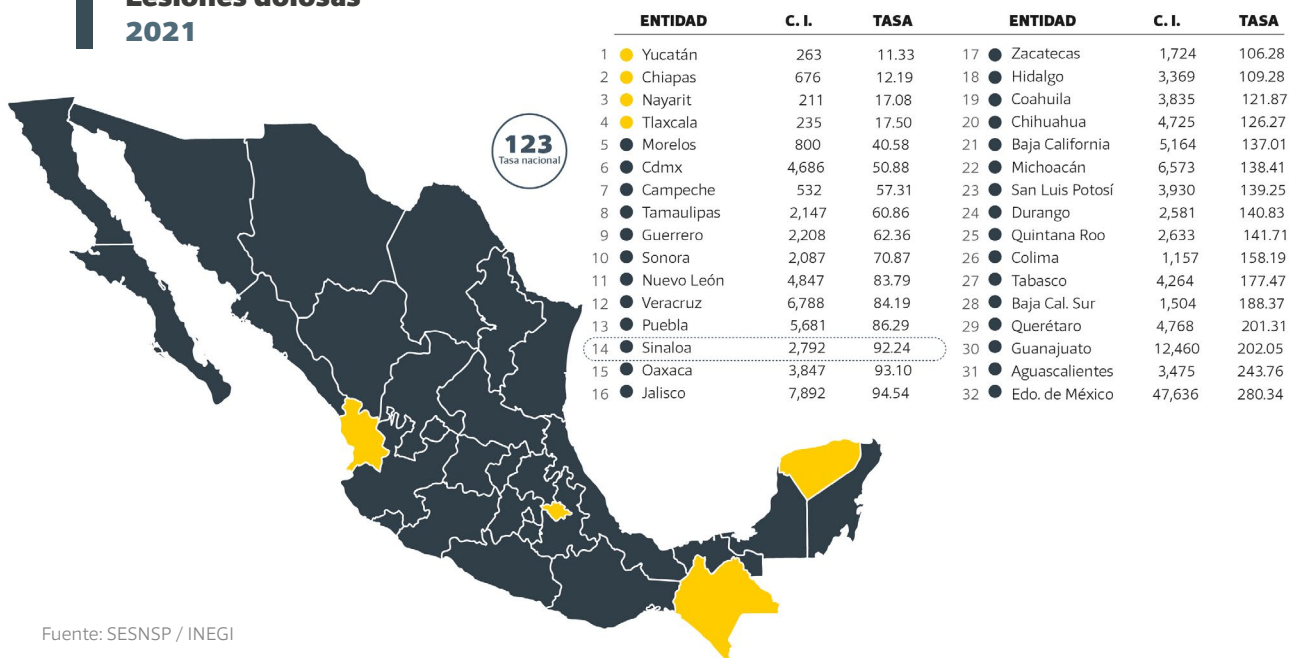 Lesiones dolosas
2021
ENTIDAD C. I. TASA
1 Yucatán 263 11.33
2 Chiapas 676 12.19
3 Nayarit 211 17.08
4 Tlaxcala 235 17.50
5 Morelos 800 40.58
6 Cdmx 4,686 50.88
7 Campeche 532 57.31
8 Tamaulipas 2,147 60.86
9 Guerrero 2,208 62.36
10 Sonora 2,087 70.87
11 Nuevo León 4,847 83.79
12 Veracruz 6,788 84.19
13 Puebla 5,681 86.29
14 Sinaloa 2,792 92.24
15 Oaxaca 3,847 93.10
16 Jalisco 7,892 94.54
ENTIDAD C. I. TASA
17 Zacatecas 1,724 106.28
18 Hidalgo 3,369 109.28
19 Coahuila 3,835 121.87
20 Chihuahua 4,725 126.27
21 Baja California 5,164 137.01
22 Michoacán 6,573 138.41
23 San Luis Potosí 3,930 139.25
24 Durango 2,581 140.83
25 Quintana Roo 2,633 141.71
26 Colima 1,157 158.19
27 Tabasco 4,264 177.47
28 Baja Cal. Sur 1,504 188.37
29 Querétaro 4,768 201.31
30 Guanajuato 12,460 202.05
31 Aguascalientes 3,475 243.76
32 Edo. de México 47,636 280.34
123
Tasa nacional
Fuente: SESNSP / INEGI